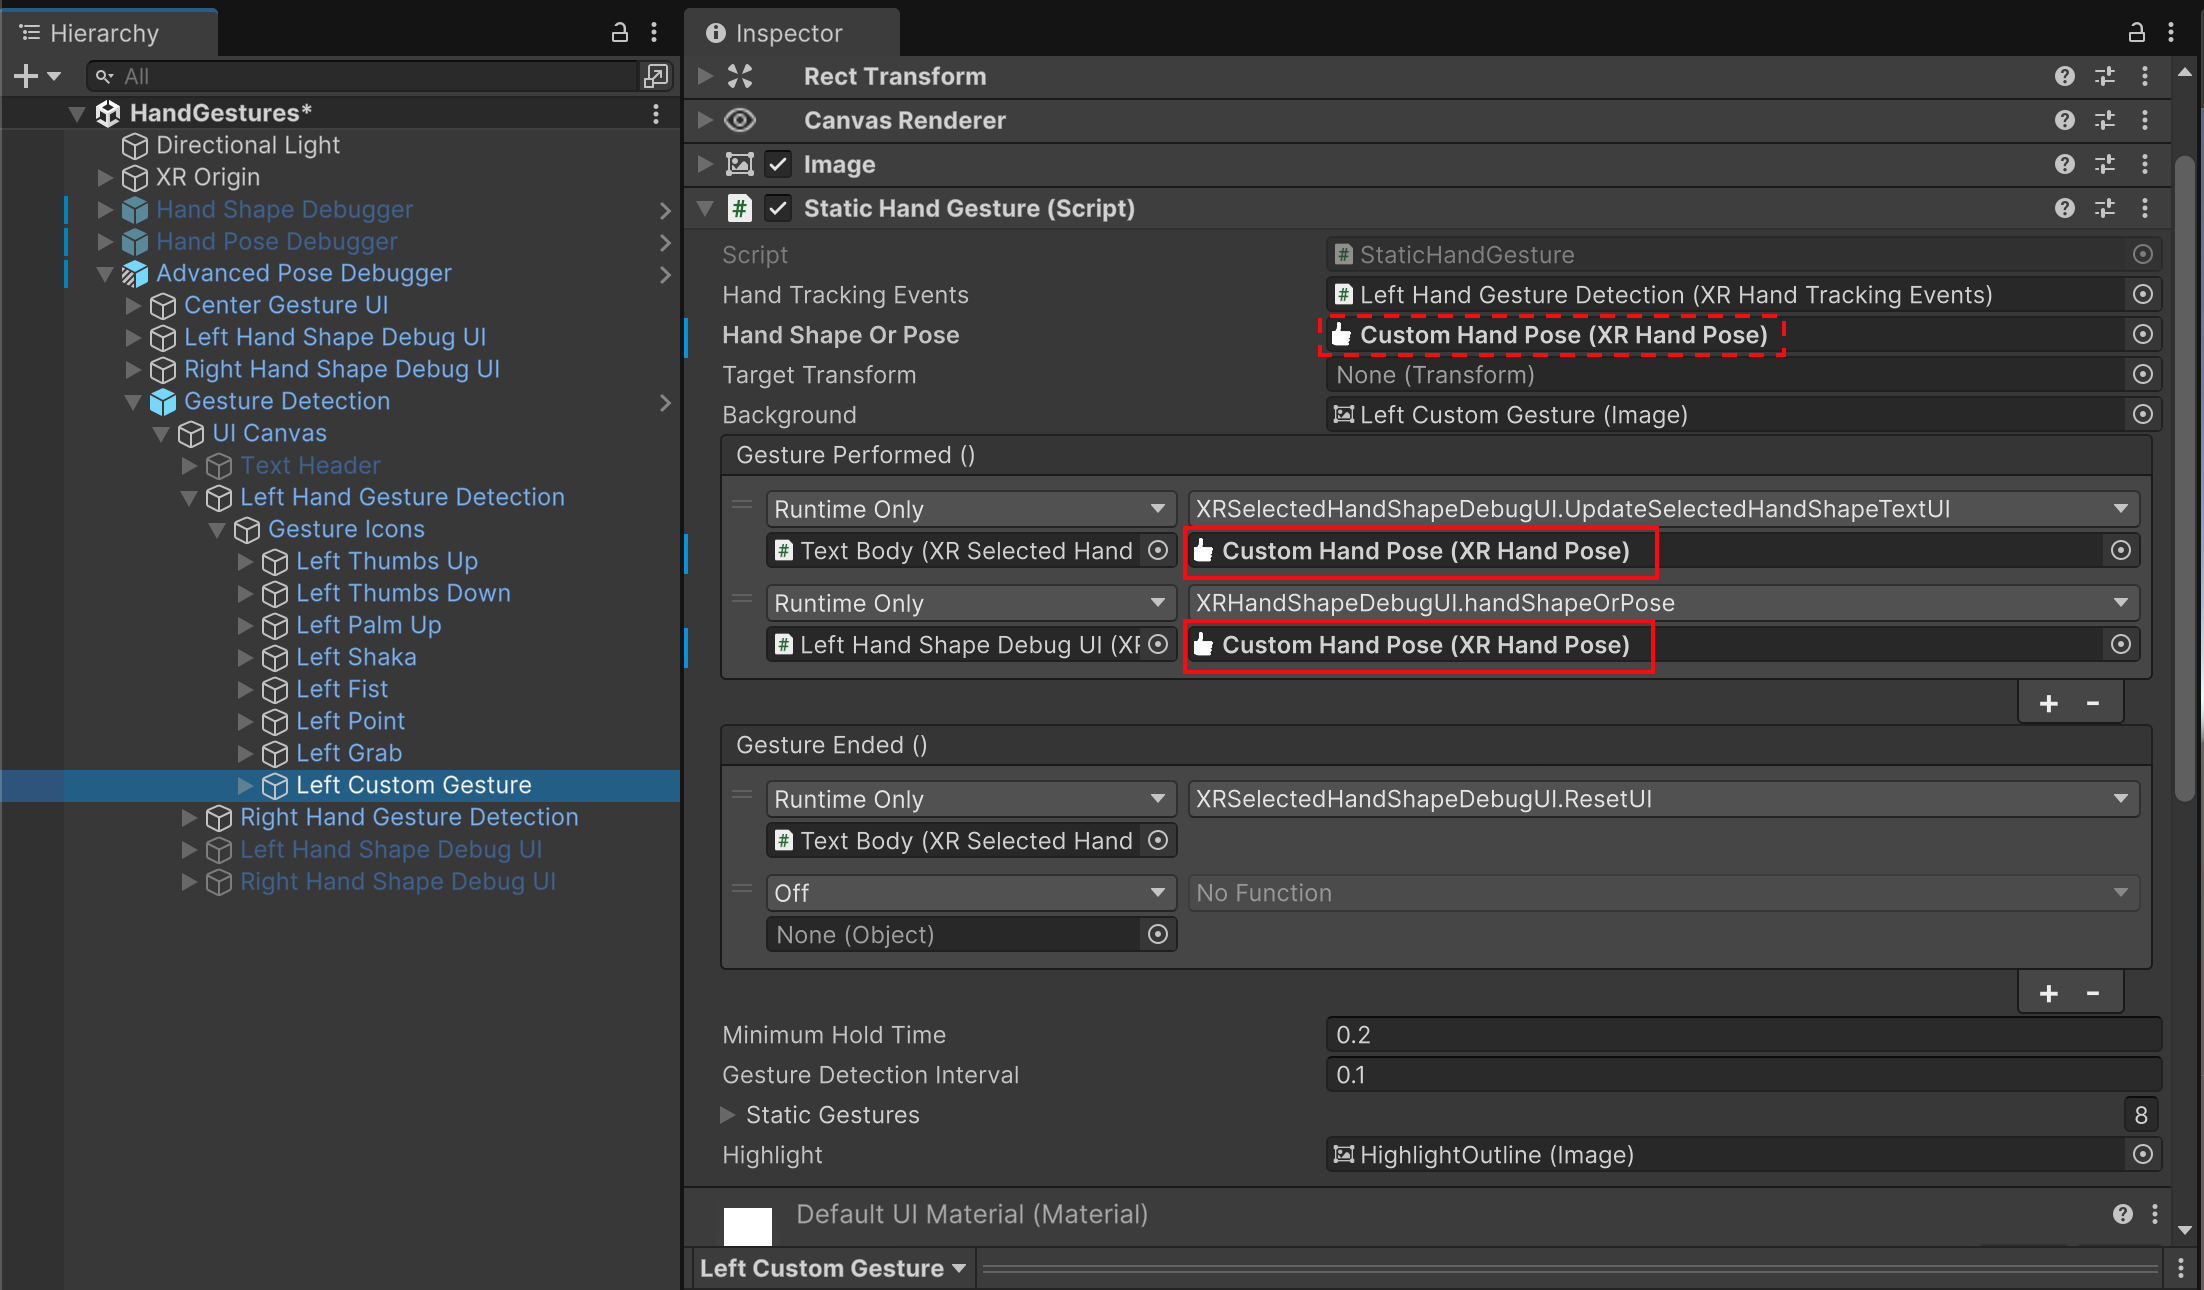 Hierarchy
All
HandGestures*
Directional Light
XR Origin
Hand Shape Debugger
Hand Pose Debugger
Advanced Pose Debugger
Center Gesture UI
Left Hand Shape Debug UI
Right Hand Shape Debug UI
Gesture Detection
UI Canvas
Text Header
Left Hand Gesture Detection
Gesture Icons
Left Thumbs Up
Left Thumbs Down
Left Palm Up
Left Shaka
Left Fist
Left Point
Left Grab
Left Custom Gesture
Right Hand Gesture Detection
Left Hand Shape Debug UI
Right Hand Shape Debug UI
Inspector
Rect Transform
Canvas Renderer
Image
# Static Hand Gesture (Script)
Script # StaticHandGesture
Hand Tracking Events # Left Hand Gesture Detection (XR Hand Tracking Events)
Hand Shape Or Pose Custom Hand Pose (XR Hand Pose)
Target Transform None (Transform)
Background Left Custom Gesture (Image)
Gesture Performed ()
Runtime Only XRSelectedHandShapeDebugUI.UpdateSelectedHandShapeTextUI
# Text Body (XR Selected Hand Custom Hand Pose (XR Hand Pose)
Runtime Only XRHandShapeDebugUI.handShapeOrPose
# Left Hand Shape Debug UI (XR Custom Hand Pose (XR Hand Pose)
+ -
Gesture Ended ()
Runtime Only XRSelectedHandShapeDebugUI.ResetUI
# Text Body (XR Selected Hand
Off No Function
None (Object)
+ -
Minimum Hold Time 0.2
Gesture Detection Interval 0.1
Static Gestures 8
Highlight HighlightOutline (Image)
Default UI Material (Material)
Left Custom Gesture